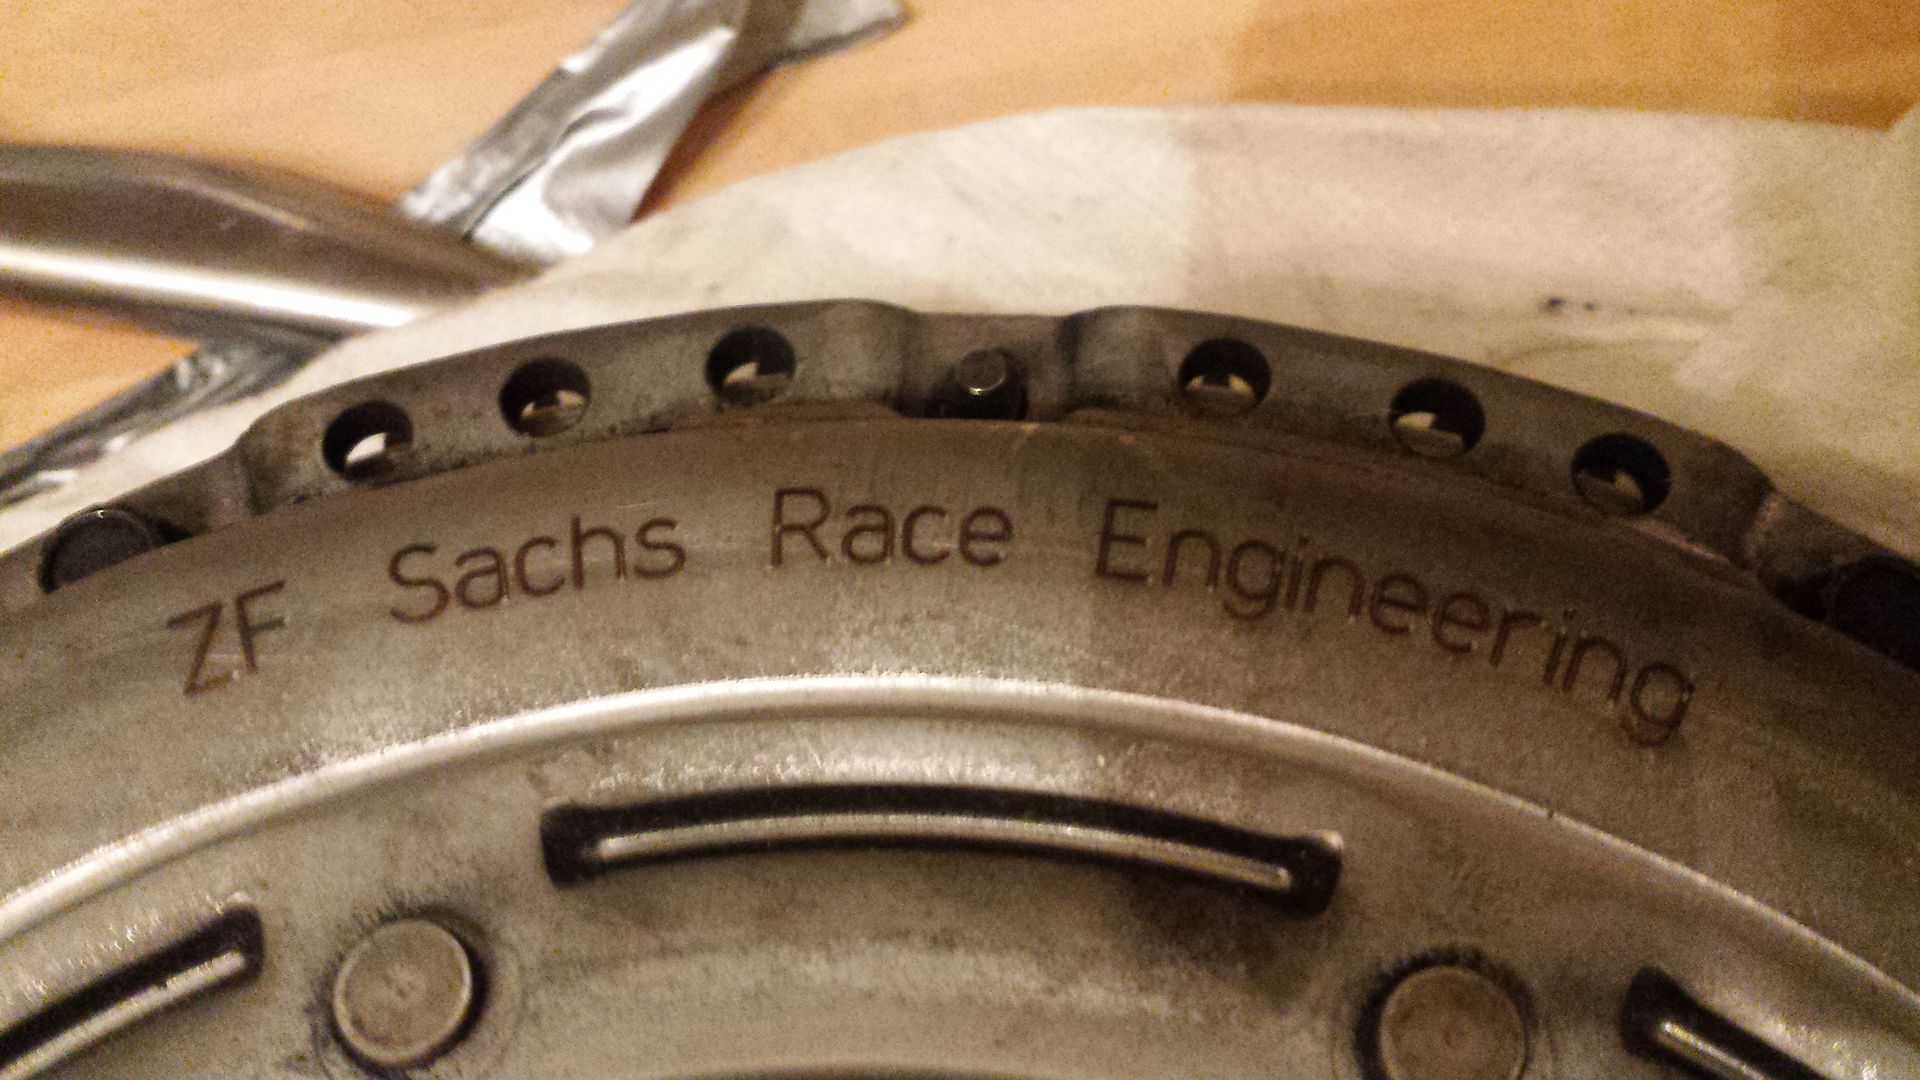 ZF Sachs Race Engineering